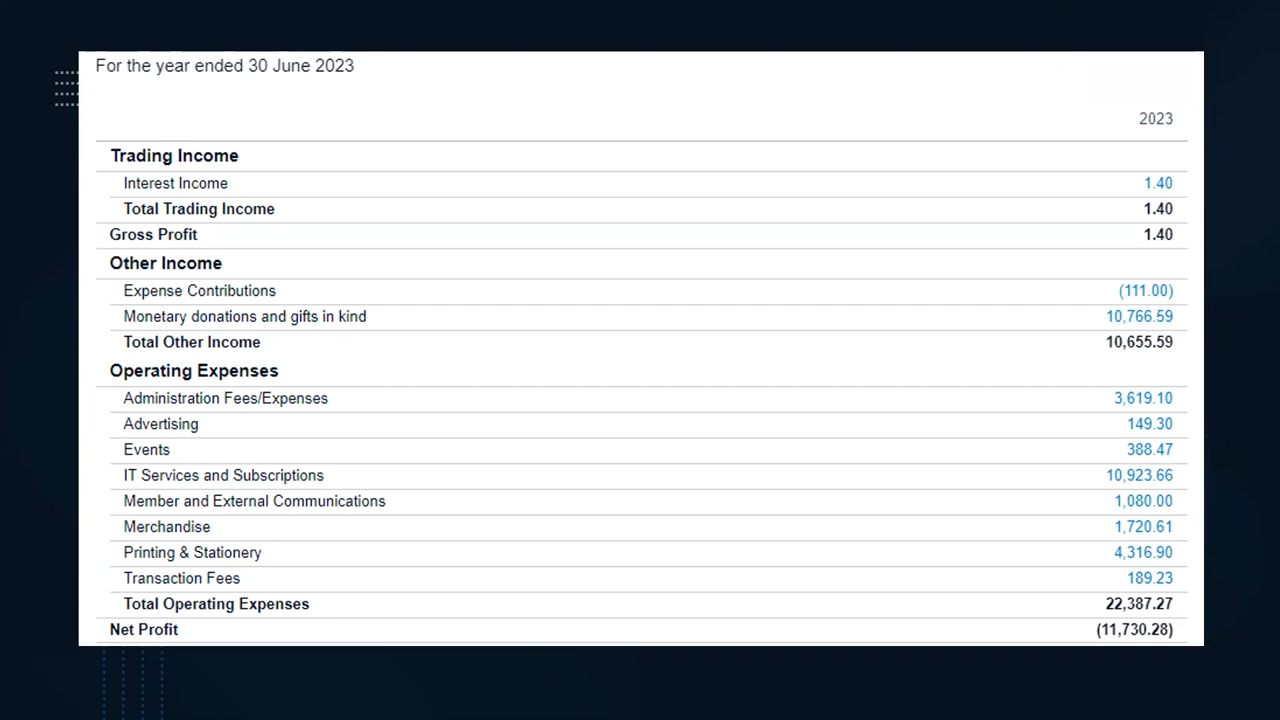 For the year ended 30 June 2023
2023
Trading Income
Interest Income 1.40
Total Trading Income 1.40
Gross Profit 1.40
Other Income
Expense Contributions (111.00)
Monetary donations and gifts in kind 10,766.59
Total Other Income 10,655.59
Operating Expenses
Administration Fees/Expenses 3,619.10
Advertising 149.30
Events 388.47
IT Services and Subscriptions 10,923.66
Member and External Communications 1,080.00
Merchandise 1,720.61
Printing & Stationery 4,316.90
Transaction Fees 189.23
Total Operating Expenses 22,387.27
Net Profit (11,730.28)